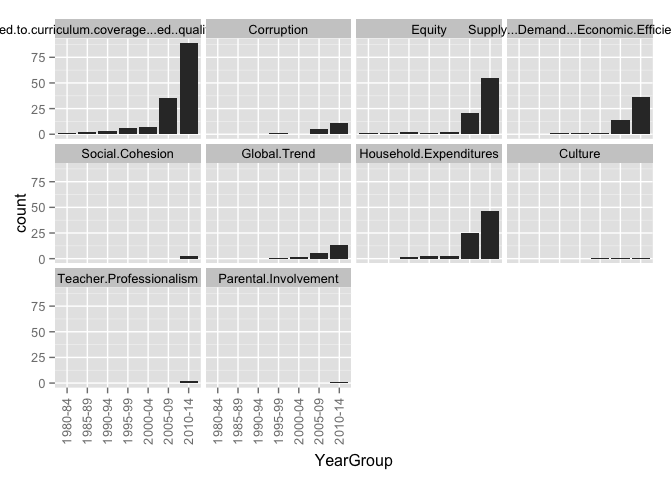 ed.to.curriculum.coverage...ed..quali
Corruption
Equity
Supply...Demand...Economic.Efficie
75
50
25
0
Social.Cohesion
Global.Trend
Household.Expenditures
Culture
75
50
25
0
count
Teacher.Professionalism
Parental.Involvement
75
50
25
0
1980-84
1985-89
1990-94
1995-99
2000-04
2005-09
2010-14
1980-84
1985-89
1990-94
1995-99
2000-04
2005-09
2010-14
YearGroup